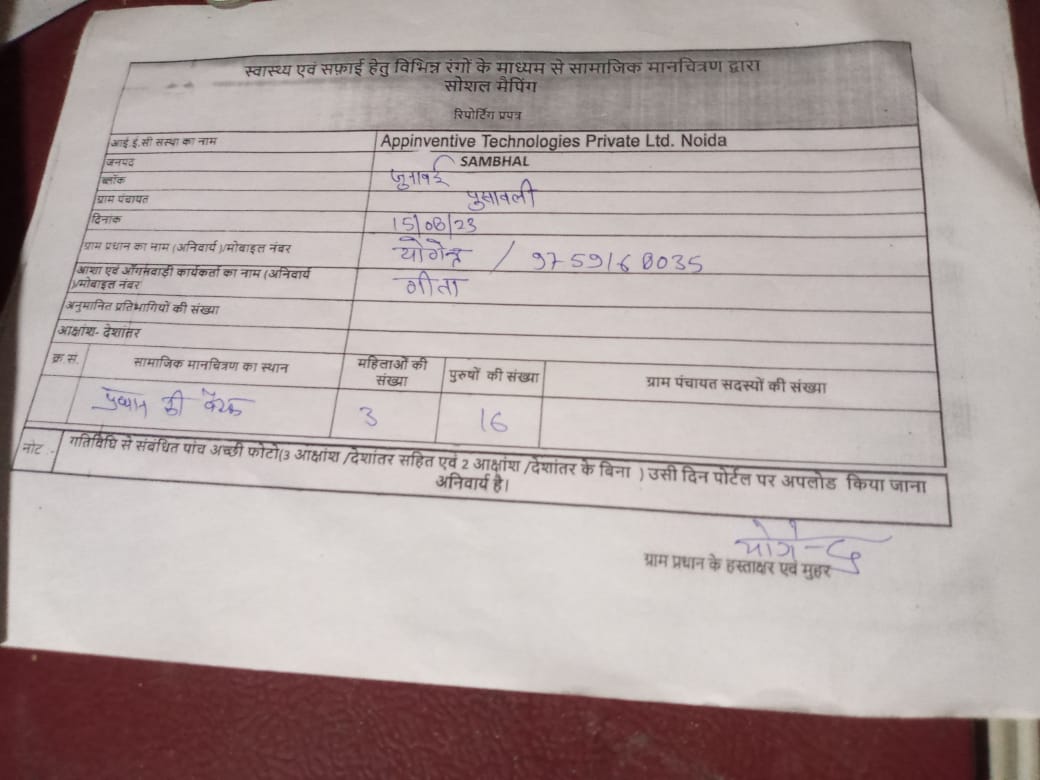 स्वास्थ्य एवं सफ़ाई हेतु विभिन्न रंगों के माध्यम से सामाजिक मानचित्रण द्वारा
सोशल मैपिंग
रिपोर्टिंग प्रपत्र
आई.ई.सी संस्था का नाम Appinventive Technologies Private Ltd. Noida
जनपद SAMBHAL
ब्लॉक जुनावई
ग्राम पंचायत पुसावली
दिनांक 15/08/23
ग्राम प्रधान का नाम (अनिवार्य )/मोबाइल नंबर योगेन्द्र / 9759168035
आशा एवं आँगनवाड़ी कार्यकर्ता का नाम (अनिवार्य
)/मोबाइल नंबर गीता
अनुमानित प्रतिभागियों की संख्या
आक्षांश- देशांतर
क्र सं. सामाजिक मानचित्रण का स्थान महिलाओं की संख्या पुरुषों की संख्या ग्राम पंचायत सदस्यों की संख्या
प्रधान की बैठक 3 16
नोट :- गतिविधि से संबंधित पांच अच्छी फोटो(3 आक्षांश /देशांतर सहित एवं 2 आक्षांश /देशांतर के बिना ) उसी दिन पोर्टल पर अपलोड किया जाना
अनिवार्य है।
योगेन्द्र
ग्राम प्रधान के हस्ताक्षर एवं मुहर